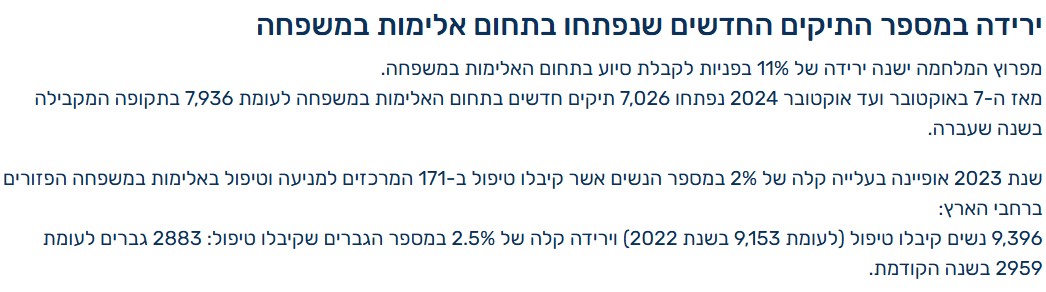 ירידה במספר התיקים החדשים שנפתחו בתחום אלימות במשפחה
מפרוץ המלחמה ישנה ירידה של 11% בפניות לקבלת סיוע בתחום האלימות במשפחה.
מאז ה-7 באוקטובר ועד אוקטובר 2024 נפתחו 7,026 תיקים חדשים בתחום האלימות במשפחה לעומת 7,936 בתקופה המקבילה
בשנה שעברה.
שנת 2023 אופיינה בעלייה קלה של 2% במספר הנשים אשר קיבלו טיפול ב-171 המרכזים למניעה וטיפול באלימות במשפחה הפזורים
ברחבי הארץ:
9,396 נשים קיבלו טיפול (לעומת 9,153 בשנת 2022) וירידה קלה של 2.5% במספר הגברים שקיבלו טיפול: 2883 גברים לעומת
2959 בשנה הקודמת.